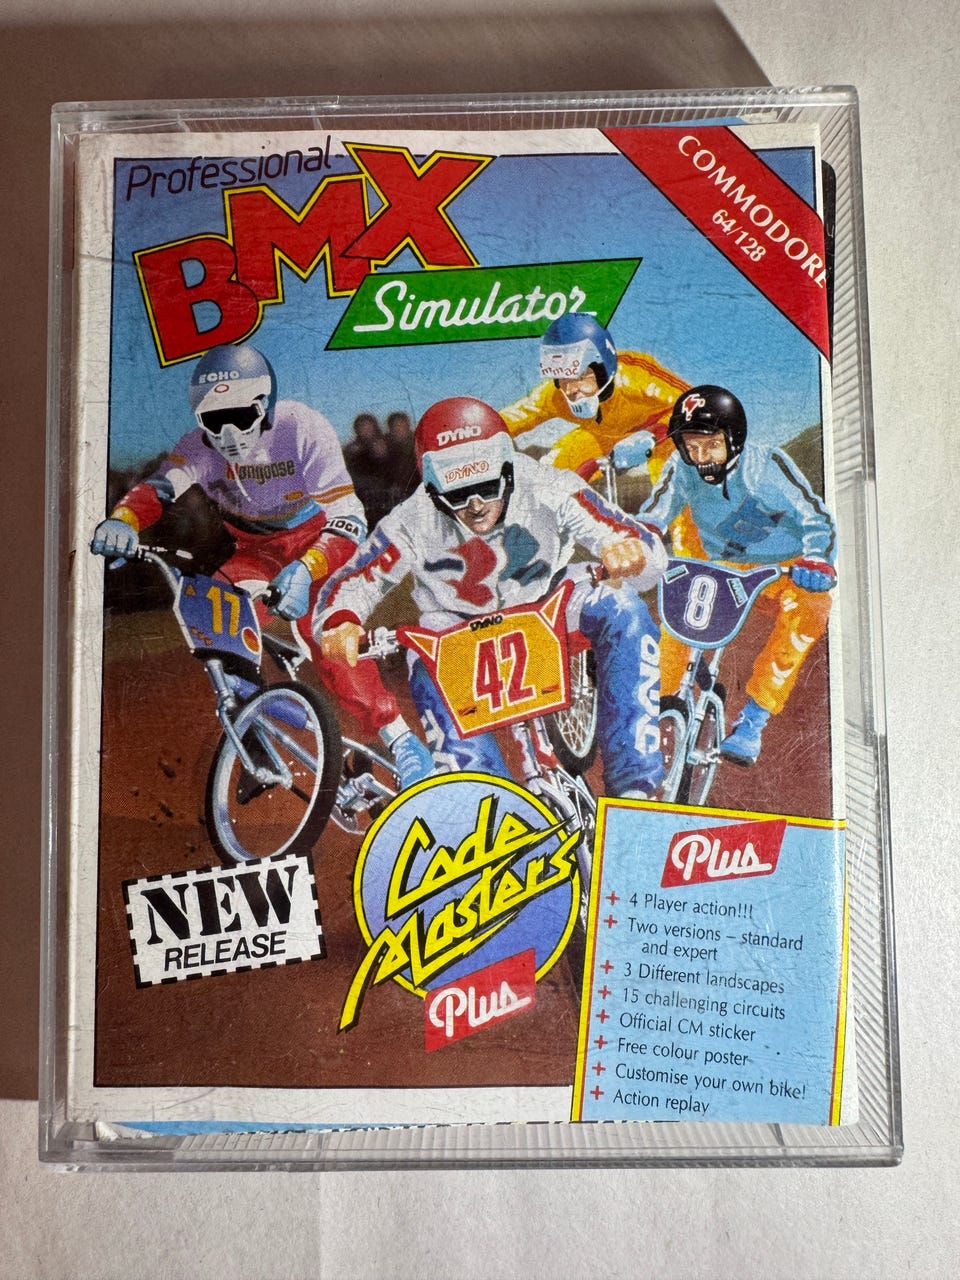 Professional
BMX
Simulator
COMMODORE
64/128
ECHO
Mongoose
DYNO
DYNO
17
DYNO
42
8
DYNO
NEW
RELEASE
Code
Masters
Plus
Plus
+ 4 Player action!!!
+ Two versions – standard
and expert
+ 3 Different landscapes
+ 15 challenging circuits
+ Official CM sticker
+ Free colour poster
+ Customise your own bike!
+ Action replay